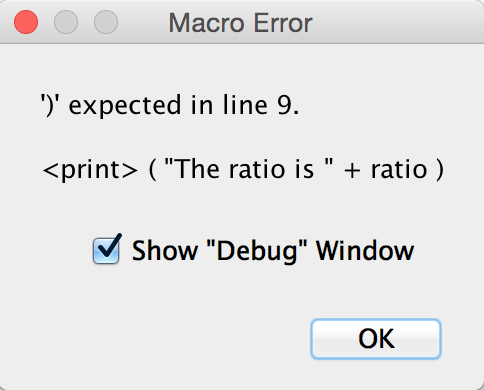 Macro Error
')' expected in line 9.
<print> ( "The ratio is " + ratio )
Show "Debug" Window
OK